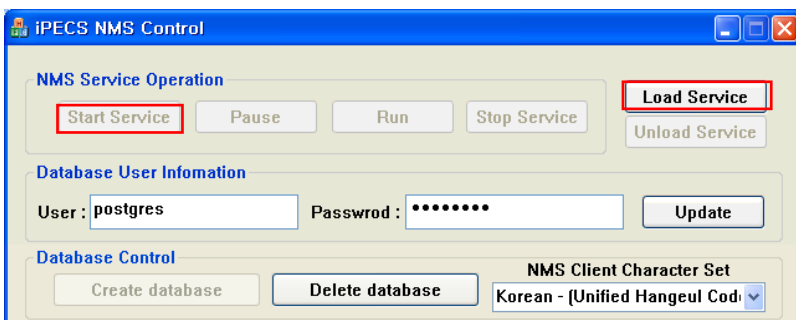 iPECS NMS Control
NMS Service Operation
Start Service Pause Run Stop Service
Load Service
Unload Service
Database User Infomation
User : postgres Passwrod : •••••••• Update
Database Control
Create database Delete database
NMS Client Character Set
Korean - (Unified Hangeul Cod